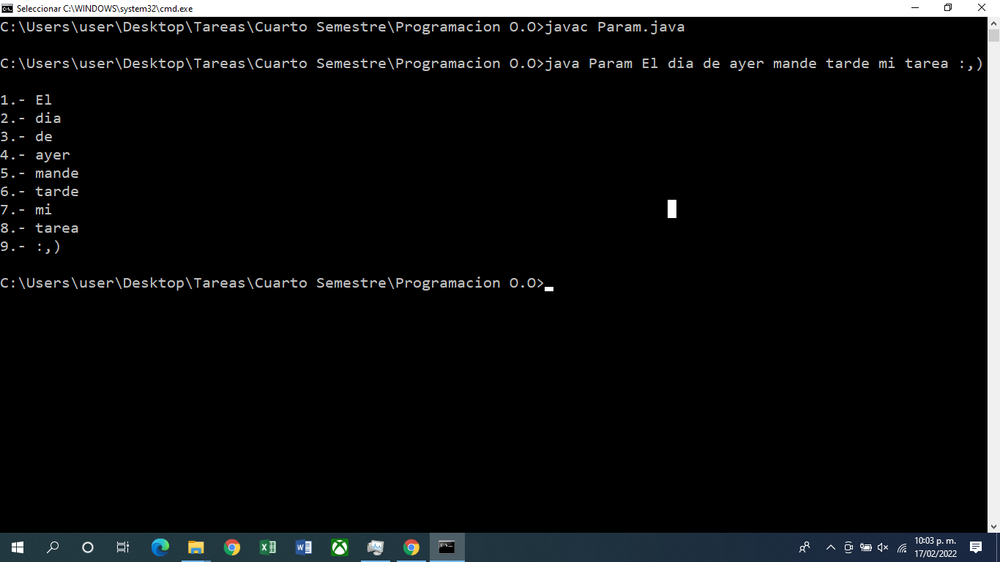 Seleccionar C:\WINDOWS\system32\cmd.exe
C:\Users\user\Desktop\Tareas\Cuarto Semestre\Programacion O.O>javac Param.java
C:\Users\user\Desktop\Tareas\Cuarto Semestre\Programacion O.O>java Param El dia de ayer mande tarde mi tarea :,)
1.- El
2.- dia
3.- de
4.- ayer
5.- mande
6.- tarde
7.- mi
8.- tarea
9.- :,)
C:\Users\user\Desktop\Tareas\Cuarto Semestre\Programacion O.O>
10:03 p. m.
17/02/2022